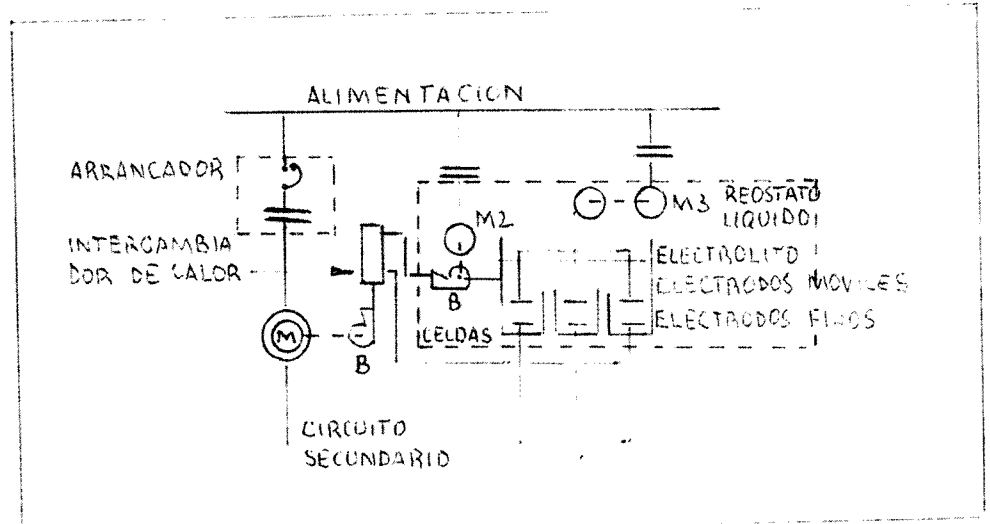 ALIMENTACION
ARRANCADOR
INTERCAMBIA
DOR DE CALOR
M
B
M2
B
CELDAS
M3
REOSTATO
LIQUIDO
ELECTROLITO
ELECTRODOS MOVILES
ELECTRODOS FIJOS
CIRCUITO
SECUNDARIO